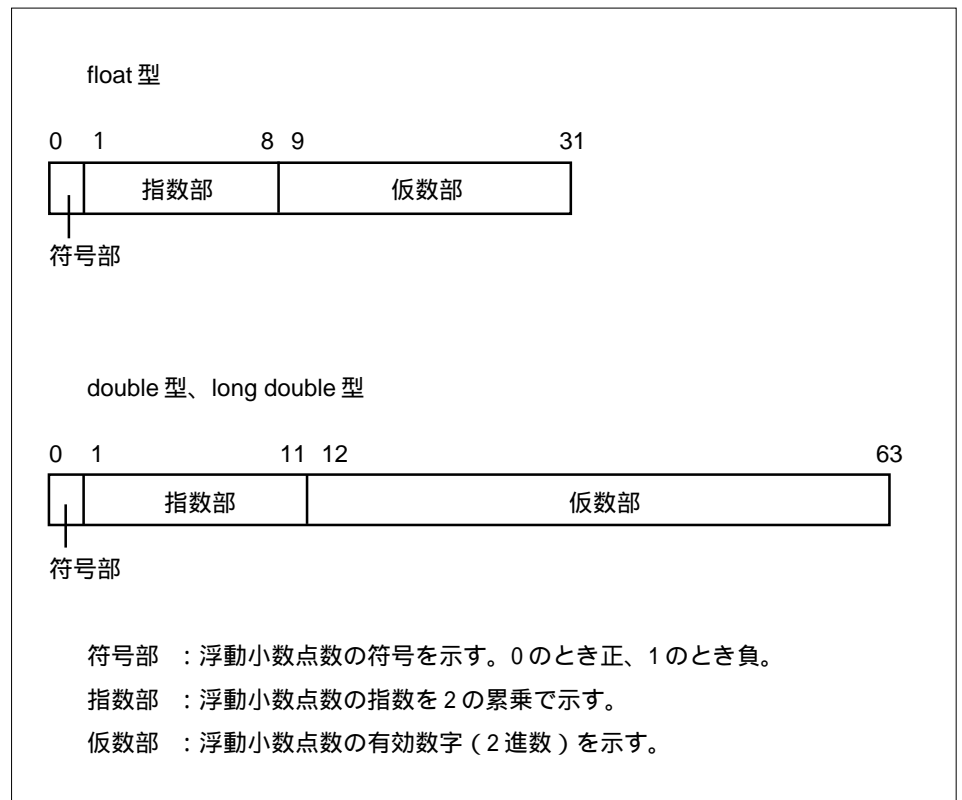 float 型
0 1 8 9 31
指数部 仮数部
符号部
double 型、long double 型
0 1 11 12 63
指数部 仮数部
符号部
符号部 :浮動小数点数の符号を示す。0のとき正、1のとき負。
指数部 :浮動小数点数の指数を2の累乗で示す。
仮数部 :浮動小数点数の有効数字(2進数)を示す。